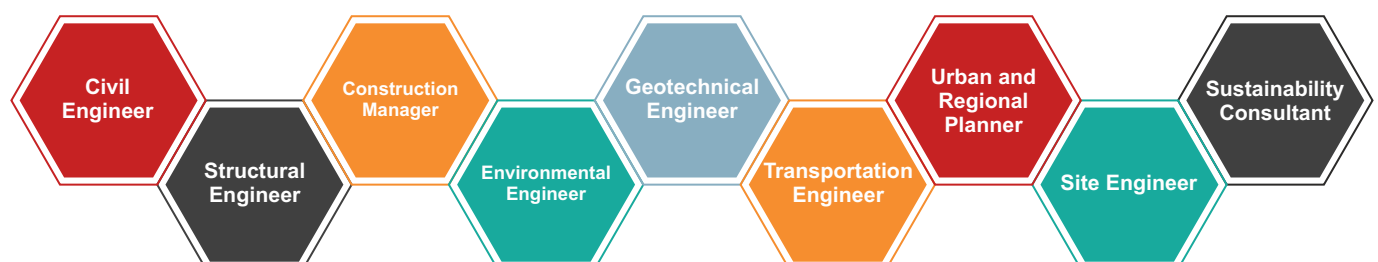 Civil
Engineer
Structural
Engineer
Construction
Manager
Environmental
Engineer
Geotechnical
Engineer
Transportation
Engineer
Urban and
Regional
Planner
Site Engineer
Sustainability
Consultant